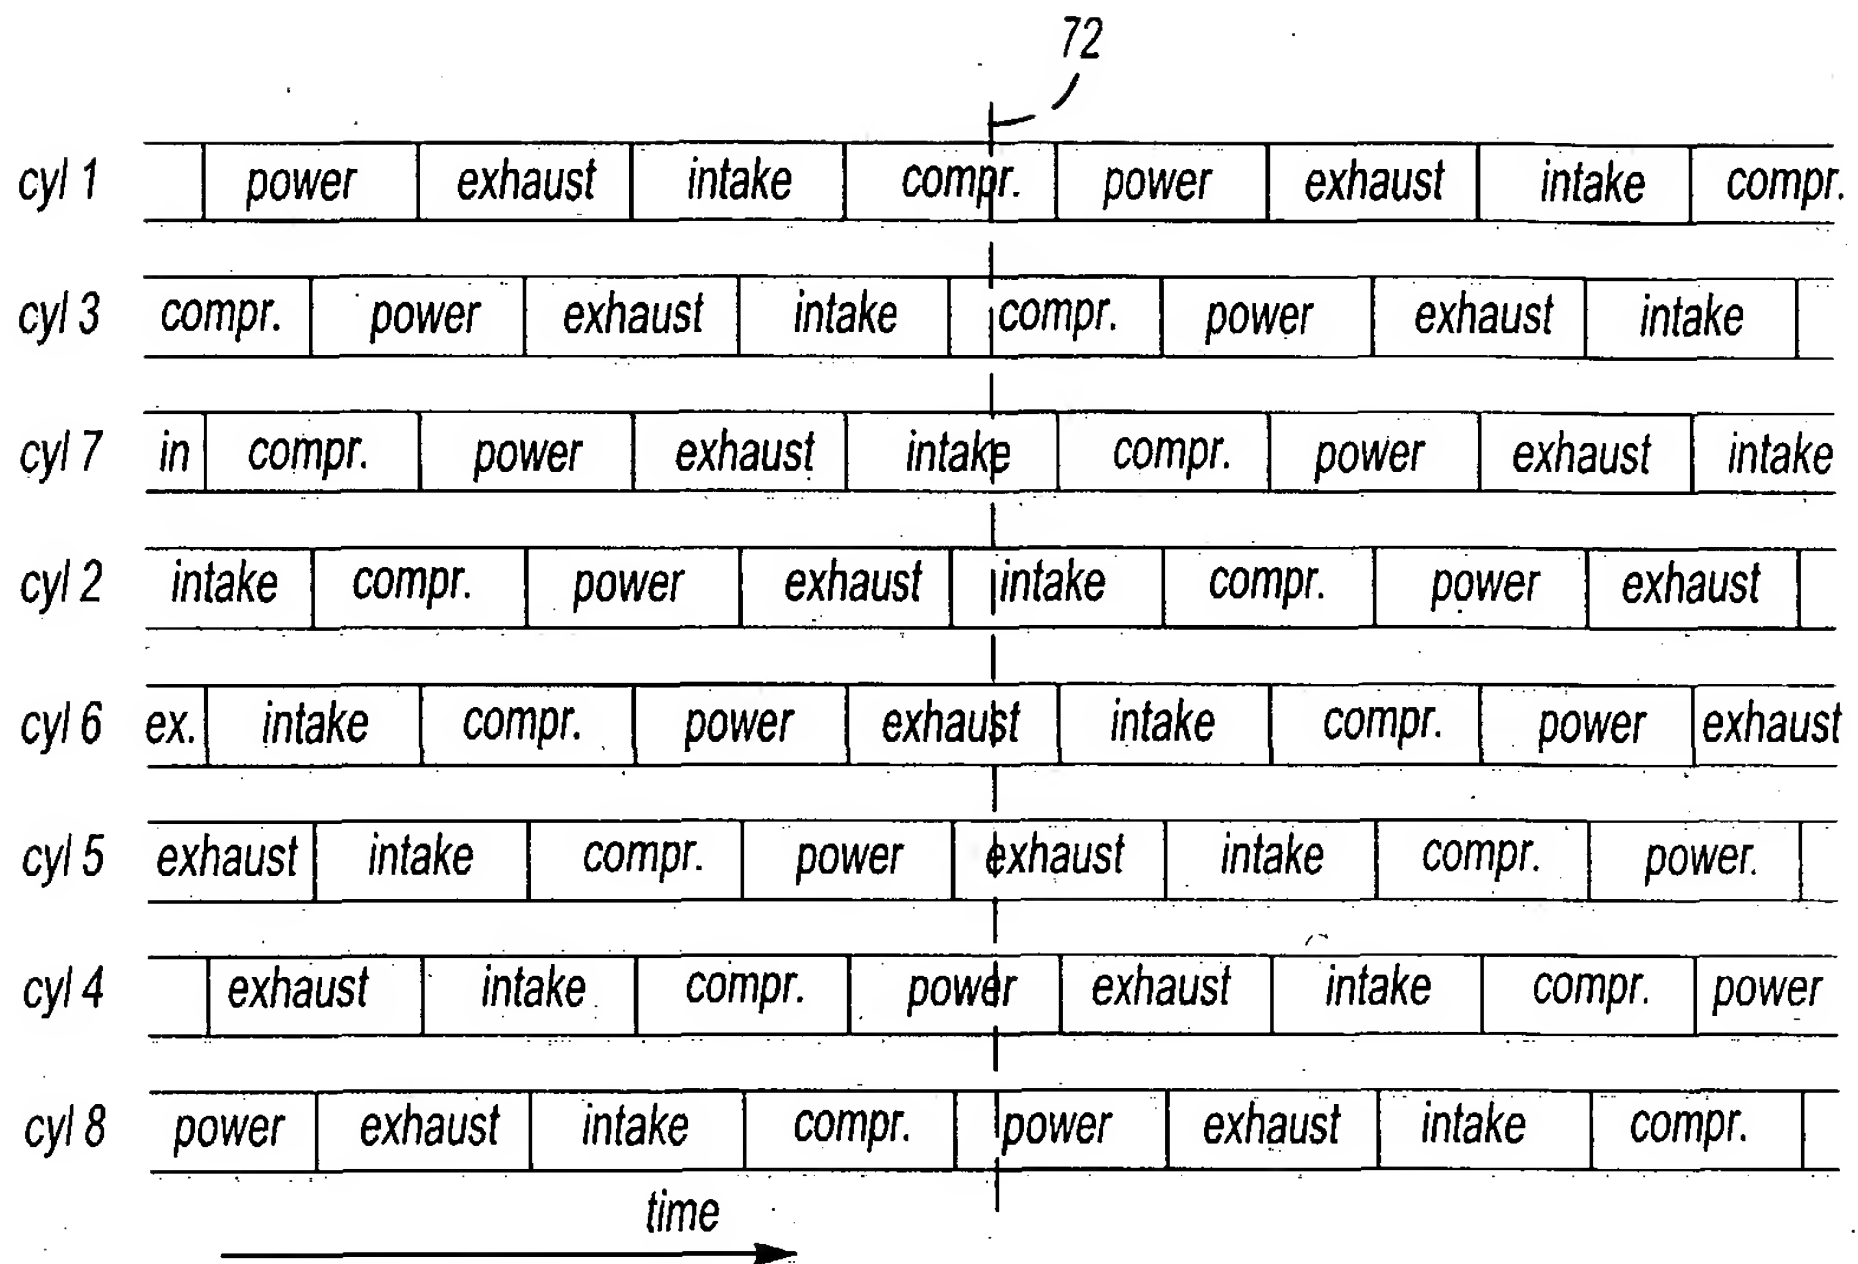 72
cyl 1 power exhaust intake compr. power exhaust intake compr.
cyl 3 compr. power exhaust intake compr. power exhaust intake
cyl 7 in compr. power exhaust intake compr. power exhaust intake
cyl 2 intake compr. power exhaust intake compr. power exhaust
cyl 6 ex. intake compr. power exhaust intake compr. power exhaust
cyl 5 exhaust intake compr. power exhaust intake compr. power.
cyl 4 exhaust intake compr. power exhaust intake compr. power
cyl 8 power exhaust intake compr. power exhaust intake compr.
time